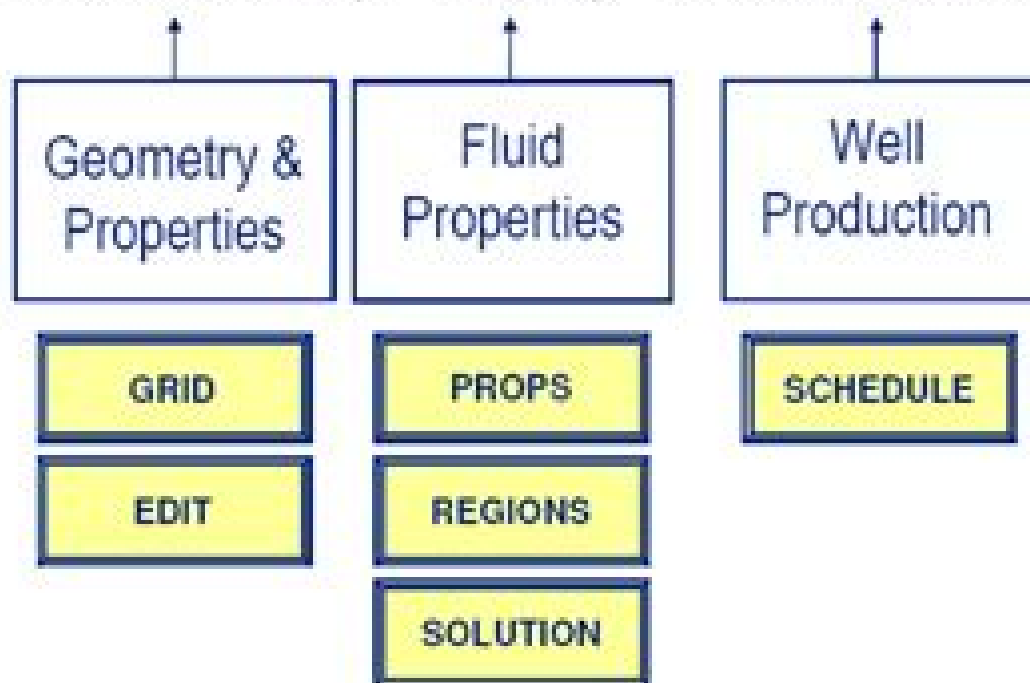 Geometry &
Properties
Fluid
Properties
Well
Production
GRID
PROPS
SCHEDULE
EDIT
REGIONS
SOLUTION